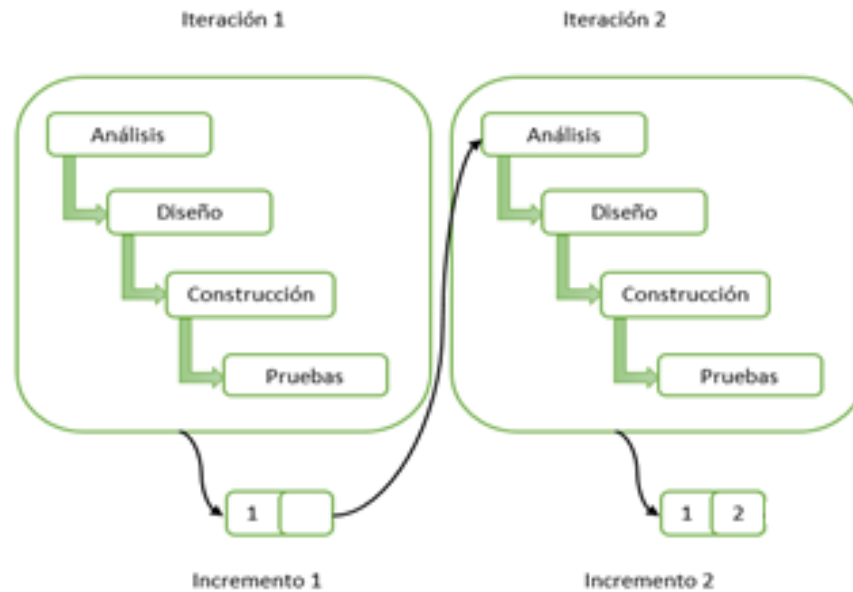 Iteración 1
Iteración 2
Análisis
Diseño
Construcción
Pruebas
Análisis
Diseño
Construcción
Pruebas
1
1 2
Incremento 1
Incremento 2